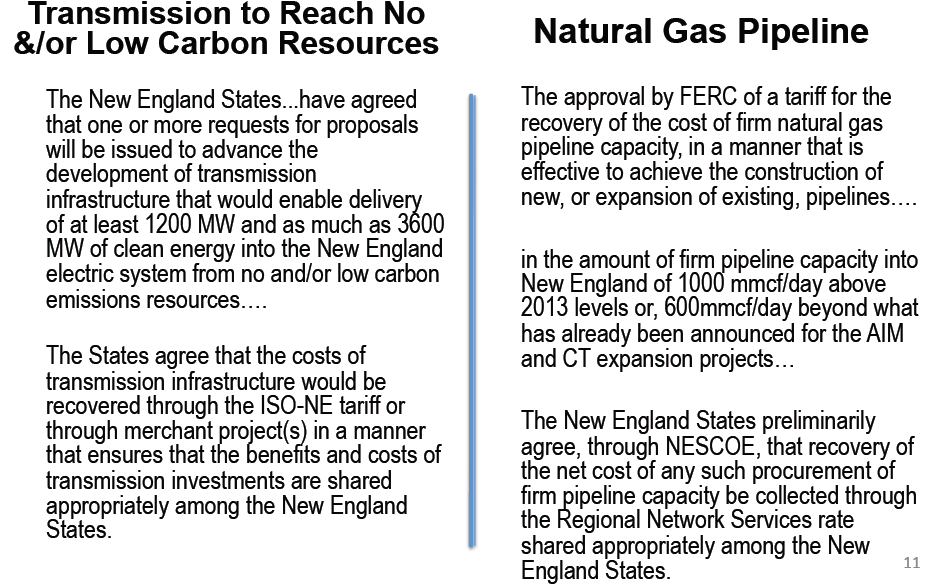 Transmission to Reach No
&/or Low Carbon Resources
The New England States...have agreed
that one or more requests for proposals
will be issued to advance the
development of transmission
infrastructure that would enable delivery
of at least 1200 MW and as much as 3600
MW of clean energy into the New England
electric system from no and/or low carbon
emissions resources….
The States agree that the costs of
transmission infrastructure would be
recovered through the ISO-NE tariff or
through merchant project(s) in a manner
that ensures that the benefits and costs of
transmission investments are shared
appropriately among the New England
States.
Natural Gas Pipeline
The approval by FERC of a tariff for the
recovery of the cost of firm natural gas
pipeline capacity, in a manner that is
effective to achieve the construction of
new, or expansion of existing, pipelines….
in the amount of firm pipeline capacity into
New England of 1000 mmcf/day above
2013 levels or, 600mmcf/day beyond what
has already been announced for the AIM
and CT expansion projects…
The New England States preliminarily
agree, through NESCOE, that recovery of
the net cost of any such procurement of
firm pipeline capacity be collected through
the Regional Network Services rate
shared appropriately among the New
England States.
11